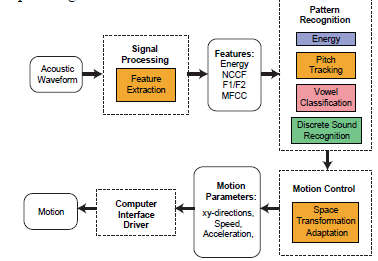 Pattern
Recognition
Energy
Pitch
Tracking
Vowel
Classification
Discrete Sound
Recognition
Signal
Processing
Feature
Extraction
Features:
Energy
NCCF
F1/F2
MFCC
Acoustic
Waveform
Motion Control
Space
Transformation
Adaptation
Motion
Parameters:
xy-directions,
Speed,
Acceleration,
Computer
Interface
Driver
Motion